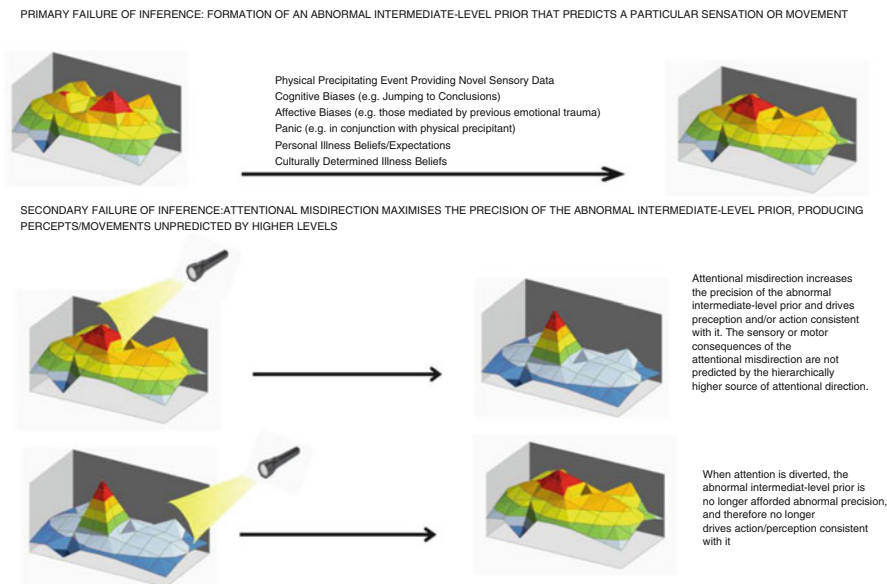 PRIMARY FAILURE OF INFERENCE: FORMATION OF AN ABNORMAL INTERMEDIATE-LEVEL PRIOR THAT PREDICTS A PARTICULAR SENSATION OR MOVEMENT
Physical Precipitating Event Providing Novel Sensory Data
Cognitive Biases (e.g. Jumping to Conclusions)
Affective Biases (e.g. those mediated by previous emotional trauma)
Panic (e.g. in conjunction with physical precipitant)
Personal Illness Beliefs/Expectations
Culturally Determined Illness Beliefs
SECONDARY FAILURE OF INFERENCE:ATTENTIONAL MISDIRECTION MAXIMISES THE PRECISION OF THE ABNORMAL INTERMEDIATE-LEVEL PRIOR, PRODUCING
PERCEPTS/MOVEMENTS UNPREDICTED BY HIGHER LEVELS
Attentional misdirection increases
the precision of the abnormal
intermediate-level prior and drives
preception and/or action consistent
with it. The sensory or motor
consequences of the
attentional misdirection are not
predicted by the hierarchically
higher source of attentional direction.
When attention is diverted, the
abnormal intermediat-level prior is
no longer afforded abnormal precision,
and therefore no longer
drives action/perception consistent
with it